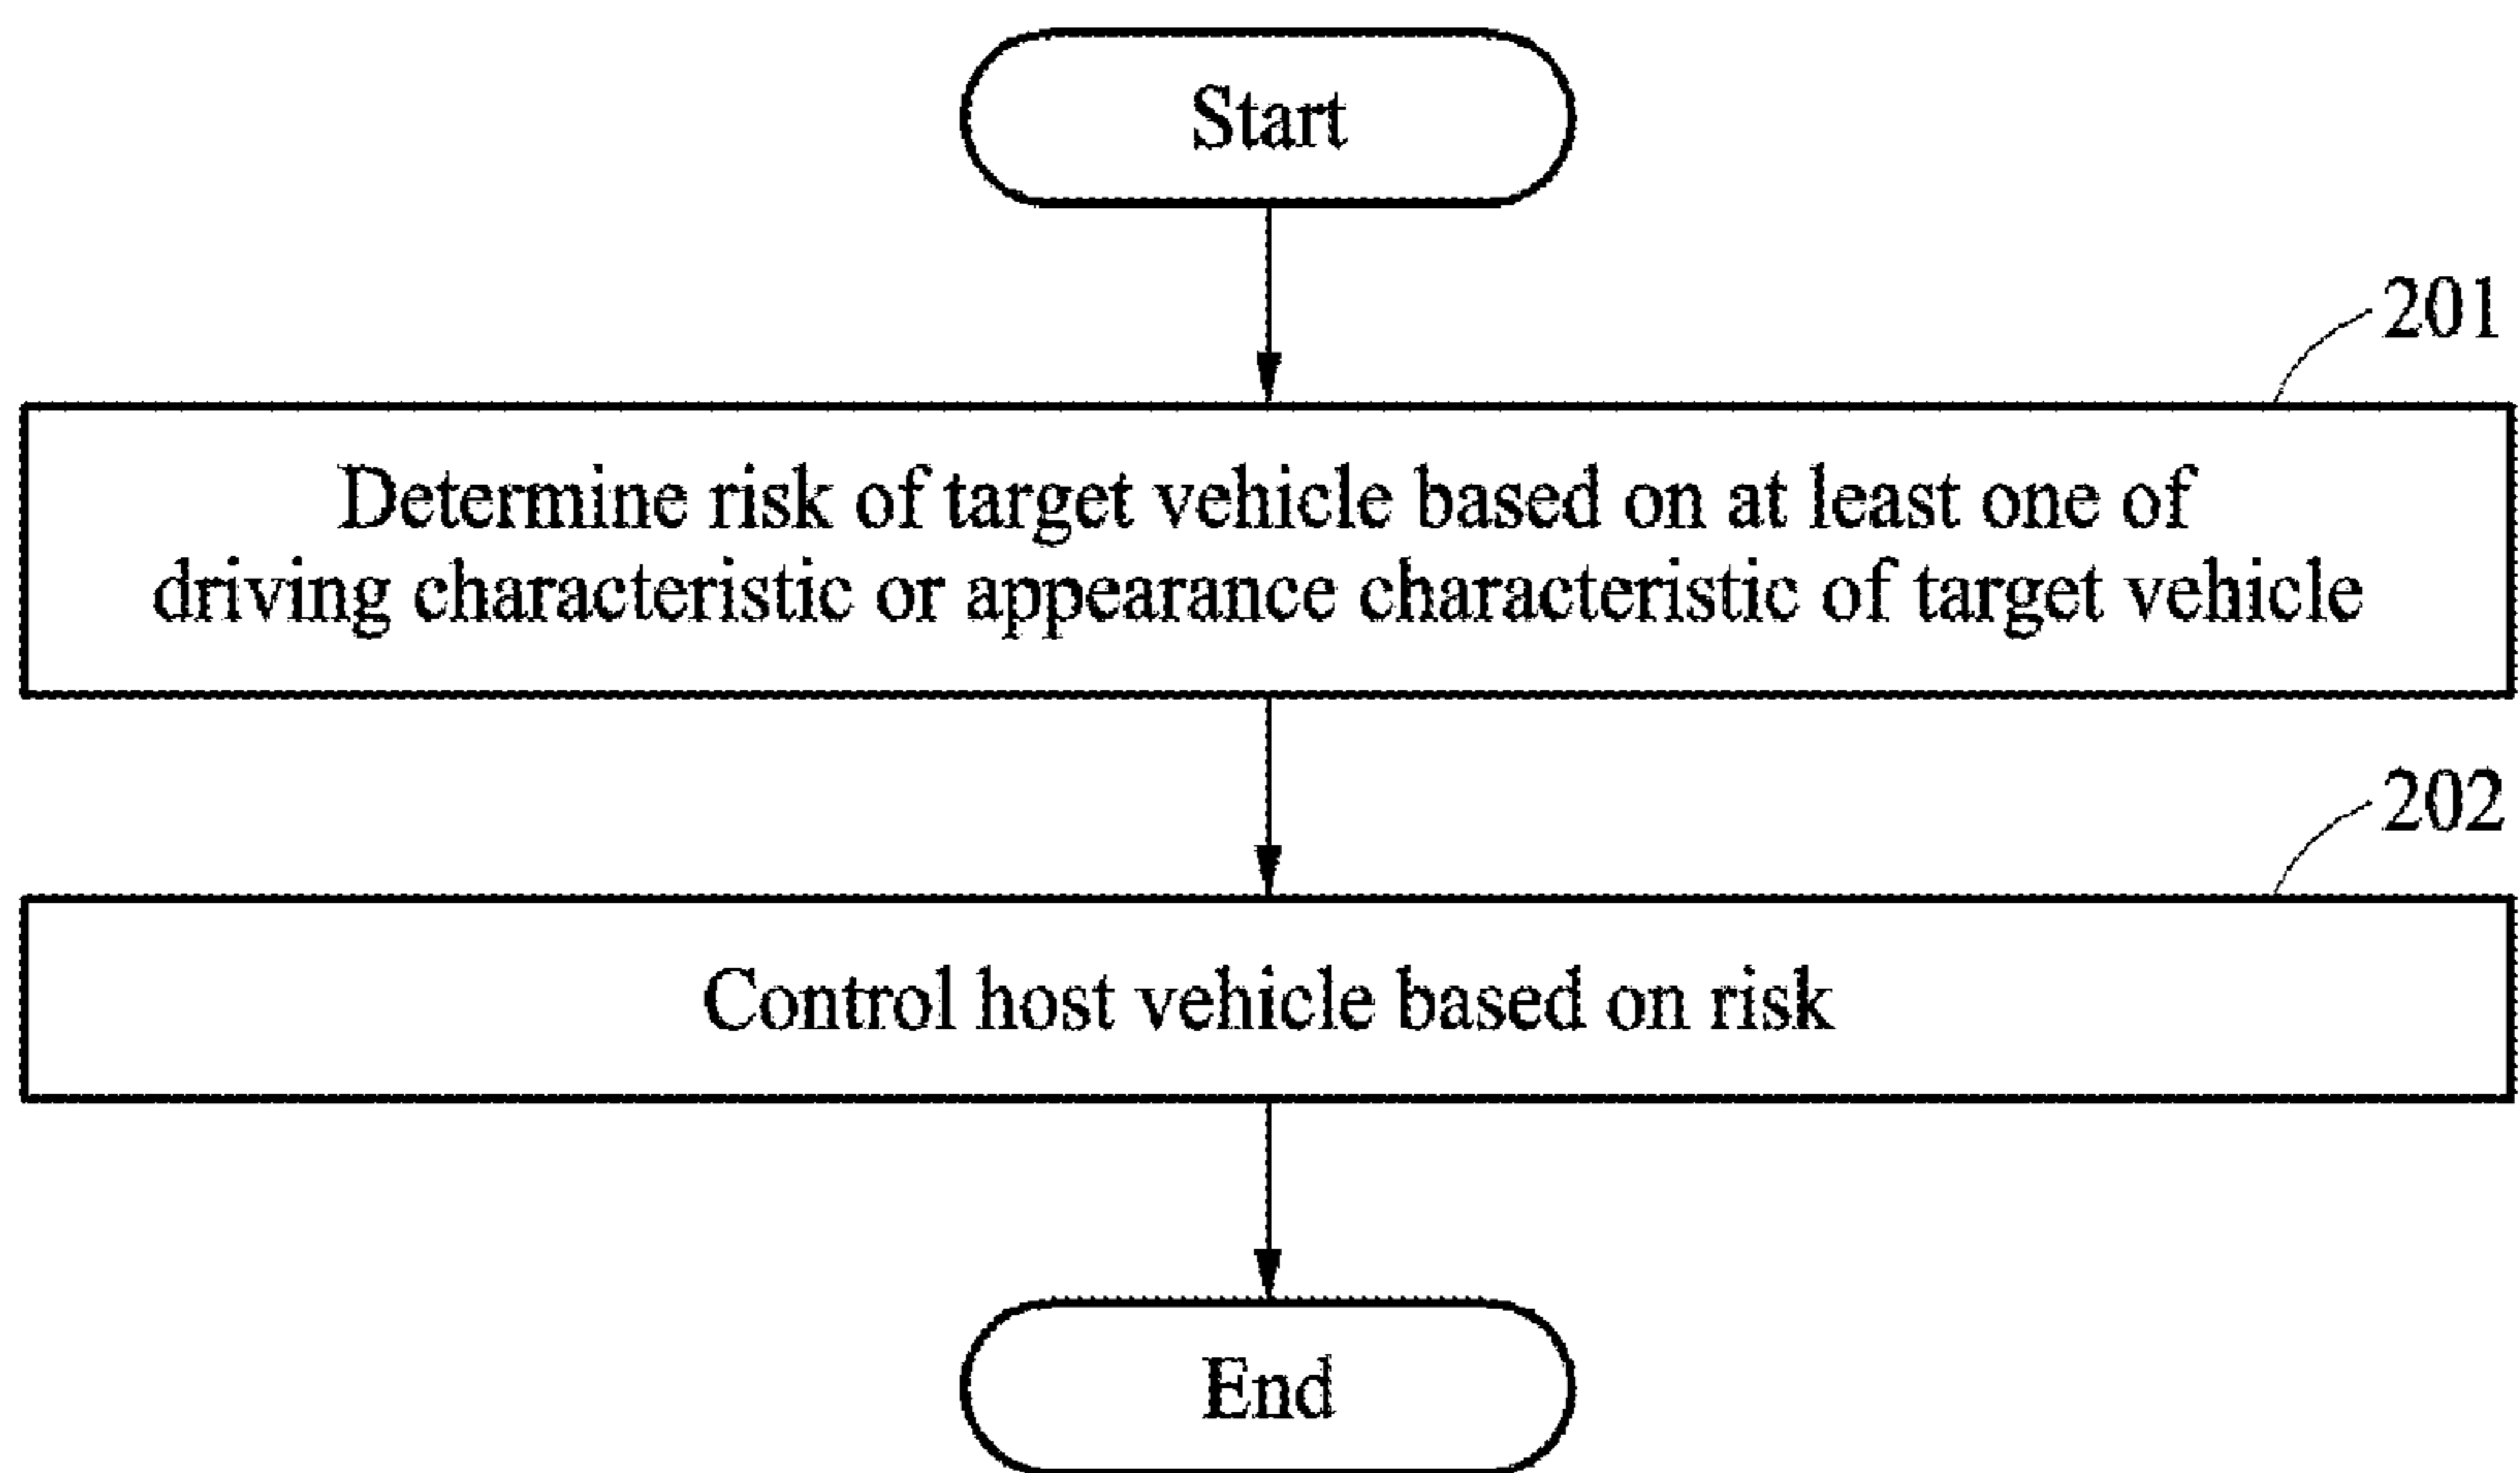 Start
201
Determine risk of target vehicle based on at least one of
driving characteristic or appearance characteristic of target vehicle
202
Control host vehicle based on risk
End